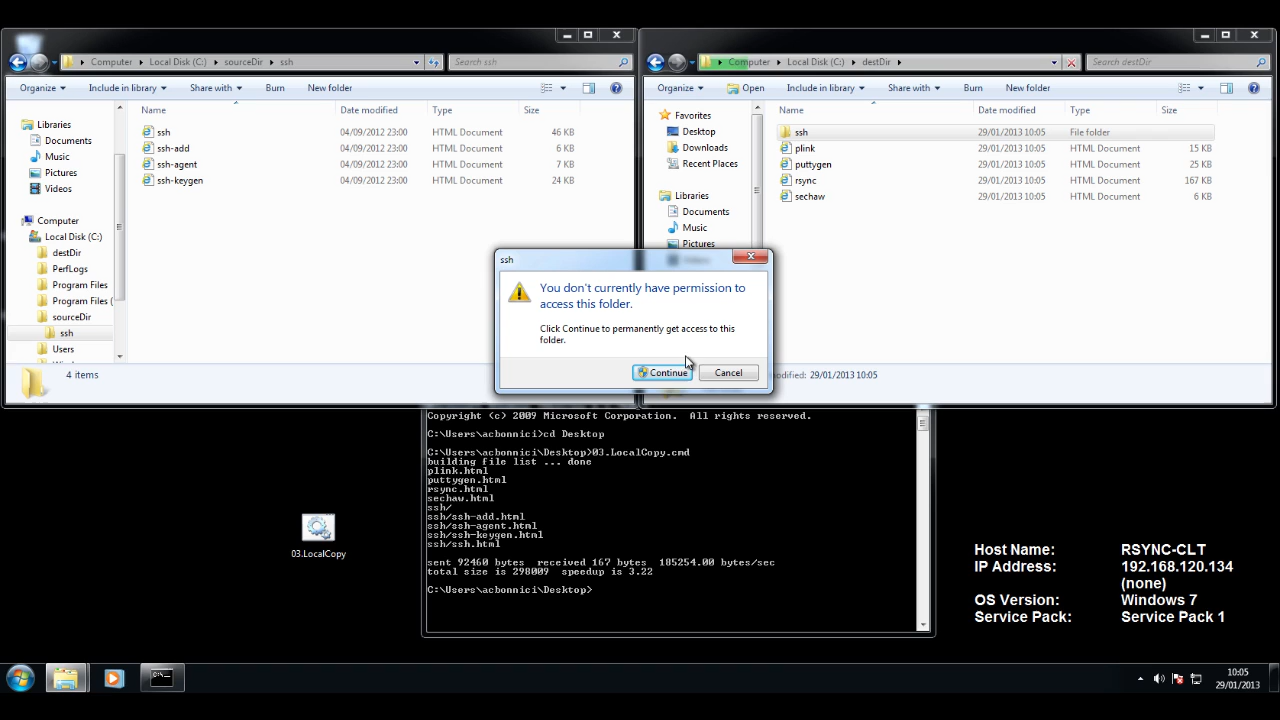 Computer ▸ Local Disk (C:) ▸ sourceDir ▸ ssh
Search ssh
Organize Include in library Share with Burn New folder
Name Date modified Type Size
ssh 04/09/2012 23:00 HTML Document 46 KB
ssh-add 04/09/2012 23:00 HTML Document 6 KB
ssh-agent 04/09/2012 23:00 HTML Document 7 KB
ssh-keygen 04/09/2012 23:00 HTML Document 24 KB
Libraries
Documents
Music
Pictures
Videos
Computer
Local Disk (C:)
destDir
PerfLogs
Program Files
Program Files (
sourceDir
ssh
Users
4 items
Computer ▸ Local Disk (C:) ▸ destDir ▸
Search destDir
Organize Open Include in library Share with Burn New folder
Name Date modified Type Size
ssh 29/01/2013 10:05 File folder
plink 29/01/2013 10:05 HTML Document 15 KB
puttygen 29/01/2013 10:05 HTML Document 25 KB
rsync 29/01/2013 10:05 HTML Document 167 KB
sechaw 29/01/2013 10:05 HTML Document 6 KB
Favorites
Desktop
Downloads
Recent Places
Libraries
Documents
Music
Pictures
Videos
modified: 29/01/2013 10:05
ssh
You don't currently have permission to
access this folder.
Click Continue to permanently get access to this
folder.
Continue Cancel
Copyright (c) 2009 Microsoft Corporation. All rights reserved.
C:\Users\acbonnici>cd Desktop
C:\Users\acbonnici\Desktop>03.LocalCopy.cmd
building file list ... done
plink.html
puttygen.html
rsync.html
sechaw.html
ssh/
ssh/ssh-add.html
ssh/ssh-agent.html
ssh/ssh-keygen.html
ssh/ssh.html
sent 92460 bytes received 167 bytes 185254.00 bytes/sec
total size is 298009 speedup is 3.22
C:\Users\acbonnici\Desktop>
03.LocalCopy
Host Name: RSYNC-CLT
IP Address: 192.168.120.134
(none)
OS Version: Windows 7
Service Pack: Service Pack 1
10:05
29/01/2013